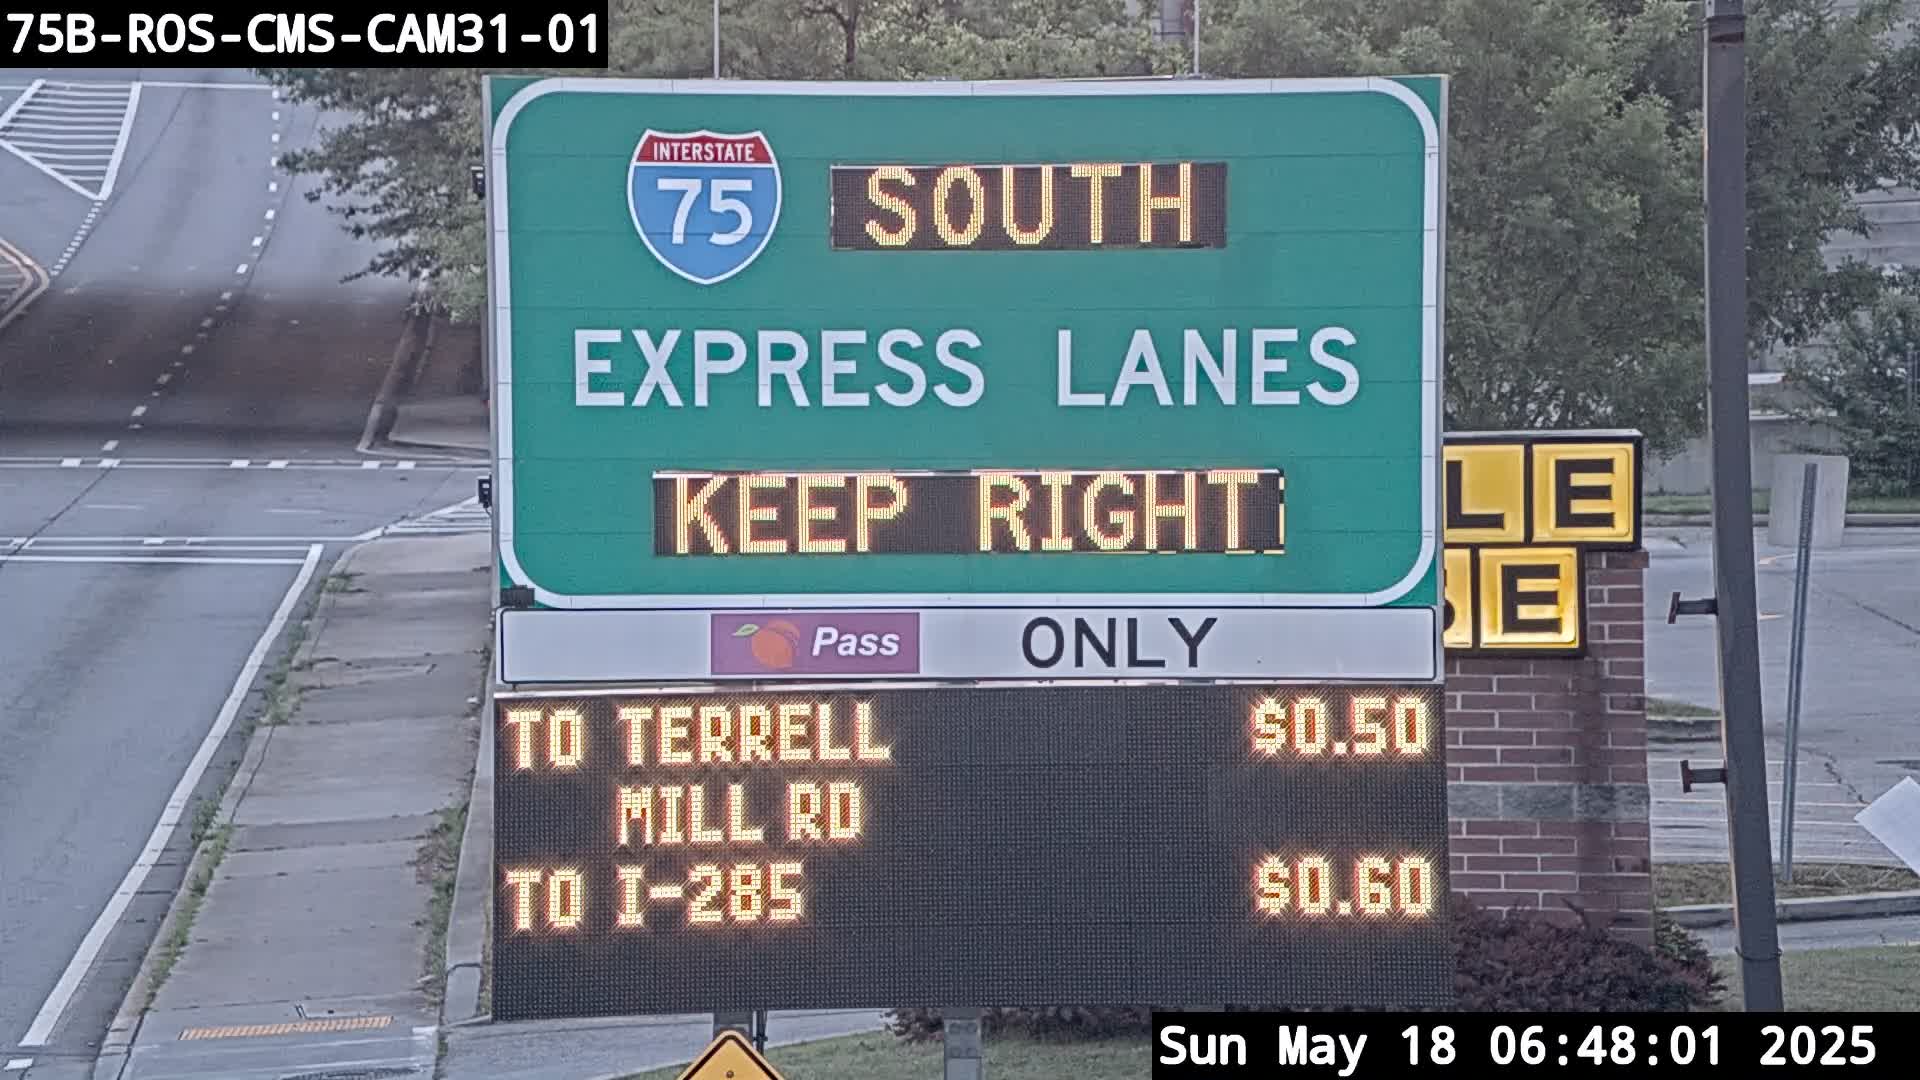 75B-ROS-CMS-CAM31-01
INTERSTATE
75
SOUTH
EXPRESS LANES
KEEP RIGHT
Pass ONLY
TO TERRELL $0.50
MILL RD
TO I-285 $0.60
LE
E
Sun May 18 06:48:01 2025